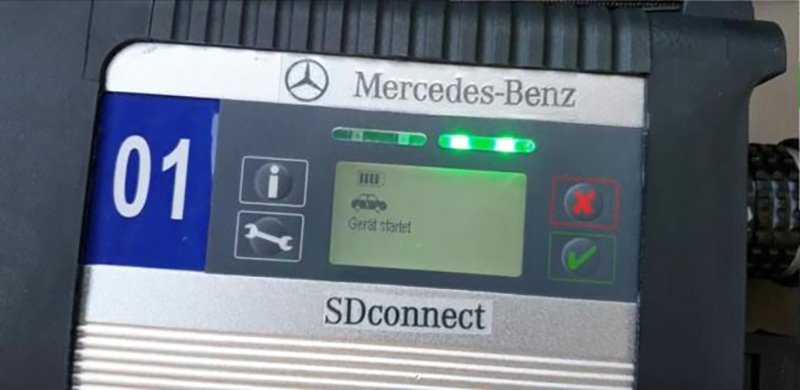 Mercedes-Benz
01
i
Gerät startet
SDconnect